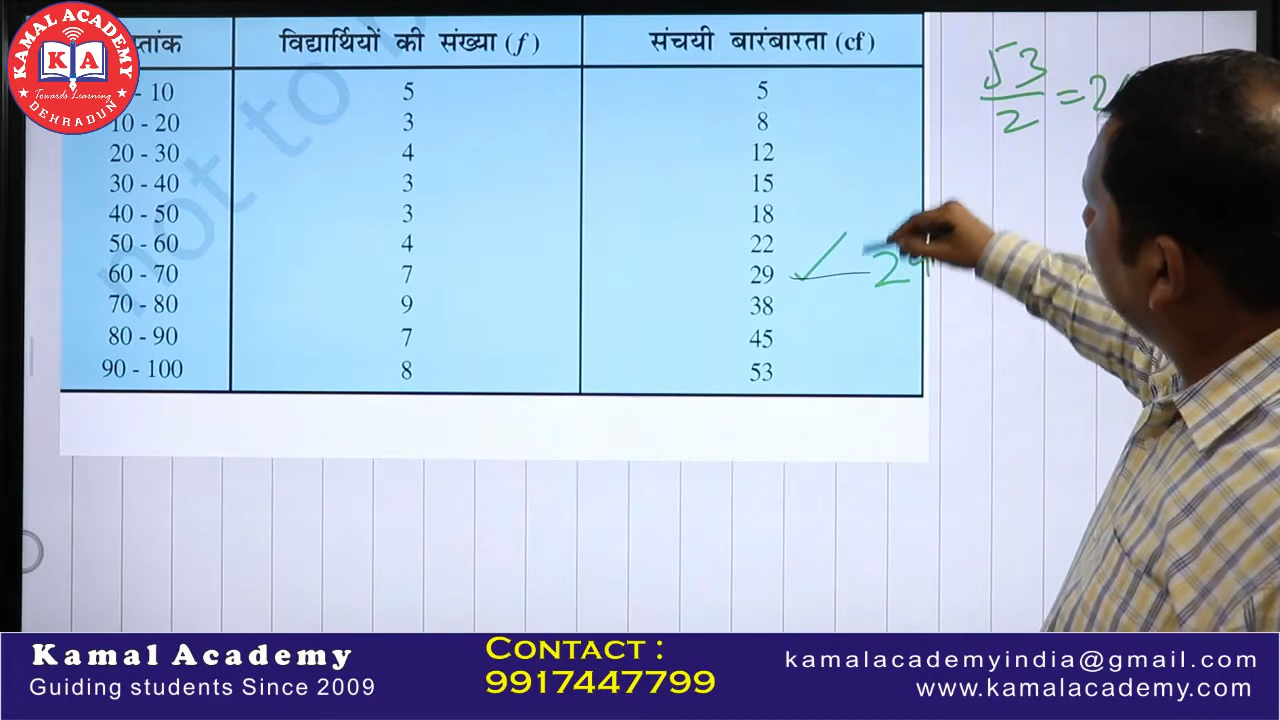 KAMAL ACADEMY
KA
Towards Learning
DEHRADUN
विद्यार्थियों की संख्या (f) संचयी बारंबारता (cf)
- 10 5 5
10 - 20 3 8
20 - 30 4 12
30 - 40 3 15
40 - 50 3 18
50 - 60 4 22
60 - 70 7 29
70 - 80 9 38
80 - 90 7 45
90 - 100 8 53
not to
Kamal Academy
Guiding students Since 2009
CONTACT :
9917447799
kamalacademyindia@gmail.com
www.kamalacademy.com